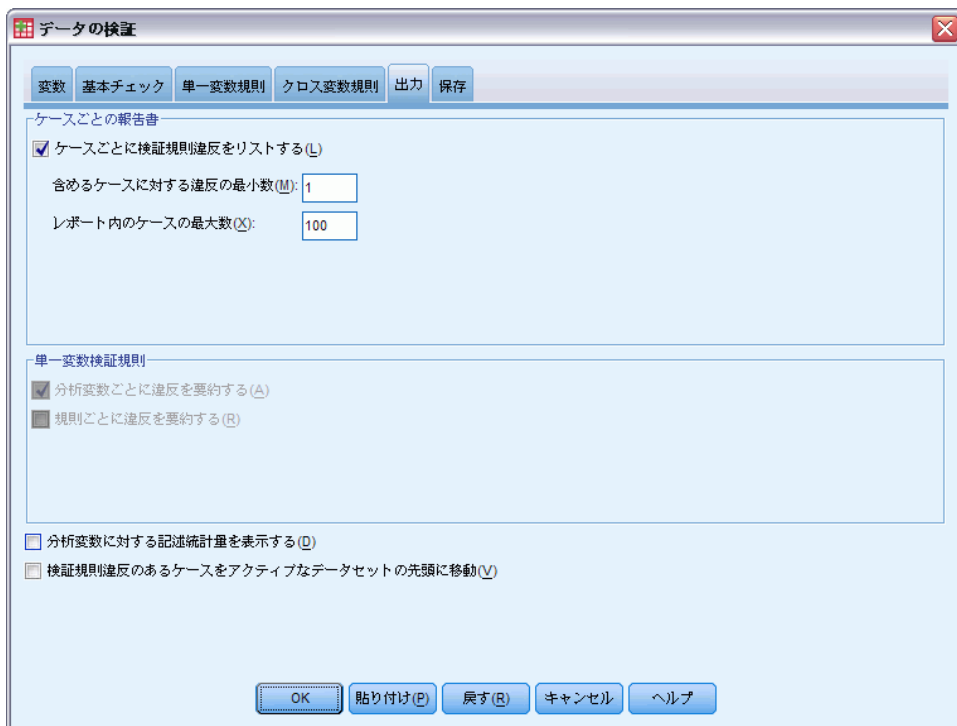 データの検証
変数 基本チェック 単一変数規則 クロス変数規則 出力 保存
ケースごとの報告書
ケースごとに検証規則違反をリストする(L)
含めるケースに対する違反の最小数(M): 1
レポート内のケースの最大数(X): 100
単一変数検証規則
分析変数ごとに違反を要約する(A)
規則ごとに違反を要約する(R)
分析変数に対する記述統計量を表示する(D)
検証規則違反のあるケースをアクティブなデータセットの先頭に移動(V)
OK 貼り付け(P) 戻す(R) キャンセル ヘルプ